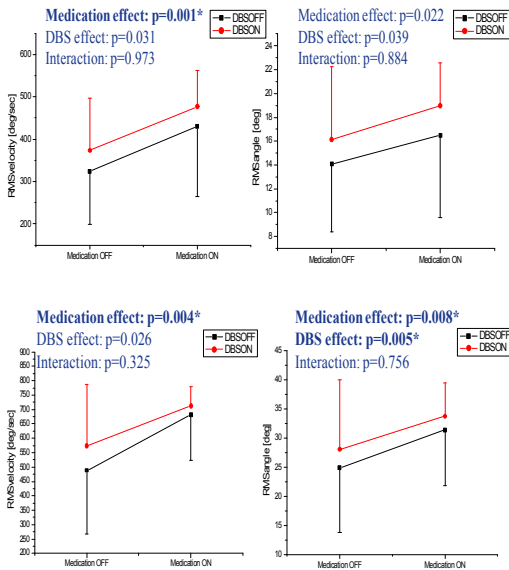 Medication effect: p=0.001*
DBS effect: p=0.031
Interaction: p=0.973
DBSOFF
DBSON
RMSvelocity [deg/sec]
600
500
400
300
200
Medication OFF
Medication ON
Medication effect: p=0.022
DBS effect: p=0.039
Interaction: p=0.884
DBSOFF
DBSON
RMSangle [deg]
24
22
20
18
16
14
12
10
8
Medication OFF
Medication ON
Medication effect: p=0.004*
DBS effect: p=0.026
Interaction: p=0.325
DBSOFF
DBSON
RMSvelocity [deg/sec]
900
850
800
750
700
650
600
550
500
450
400
350
300
250
200
Medication OFF
Medication ON
Medication effect: p=0.008*
DBS effect: p=0.005*
Interaction: p=0.756
DBSOFF
DBSON
RMSangle [deg]
45
40
35
30
25
20
15
10
Medication OFF
Medication ON